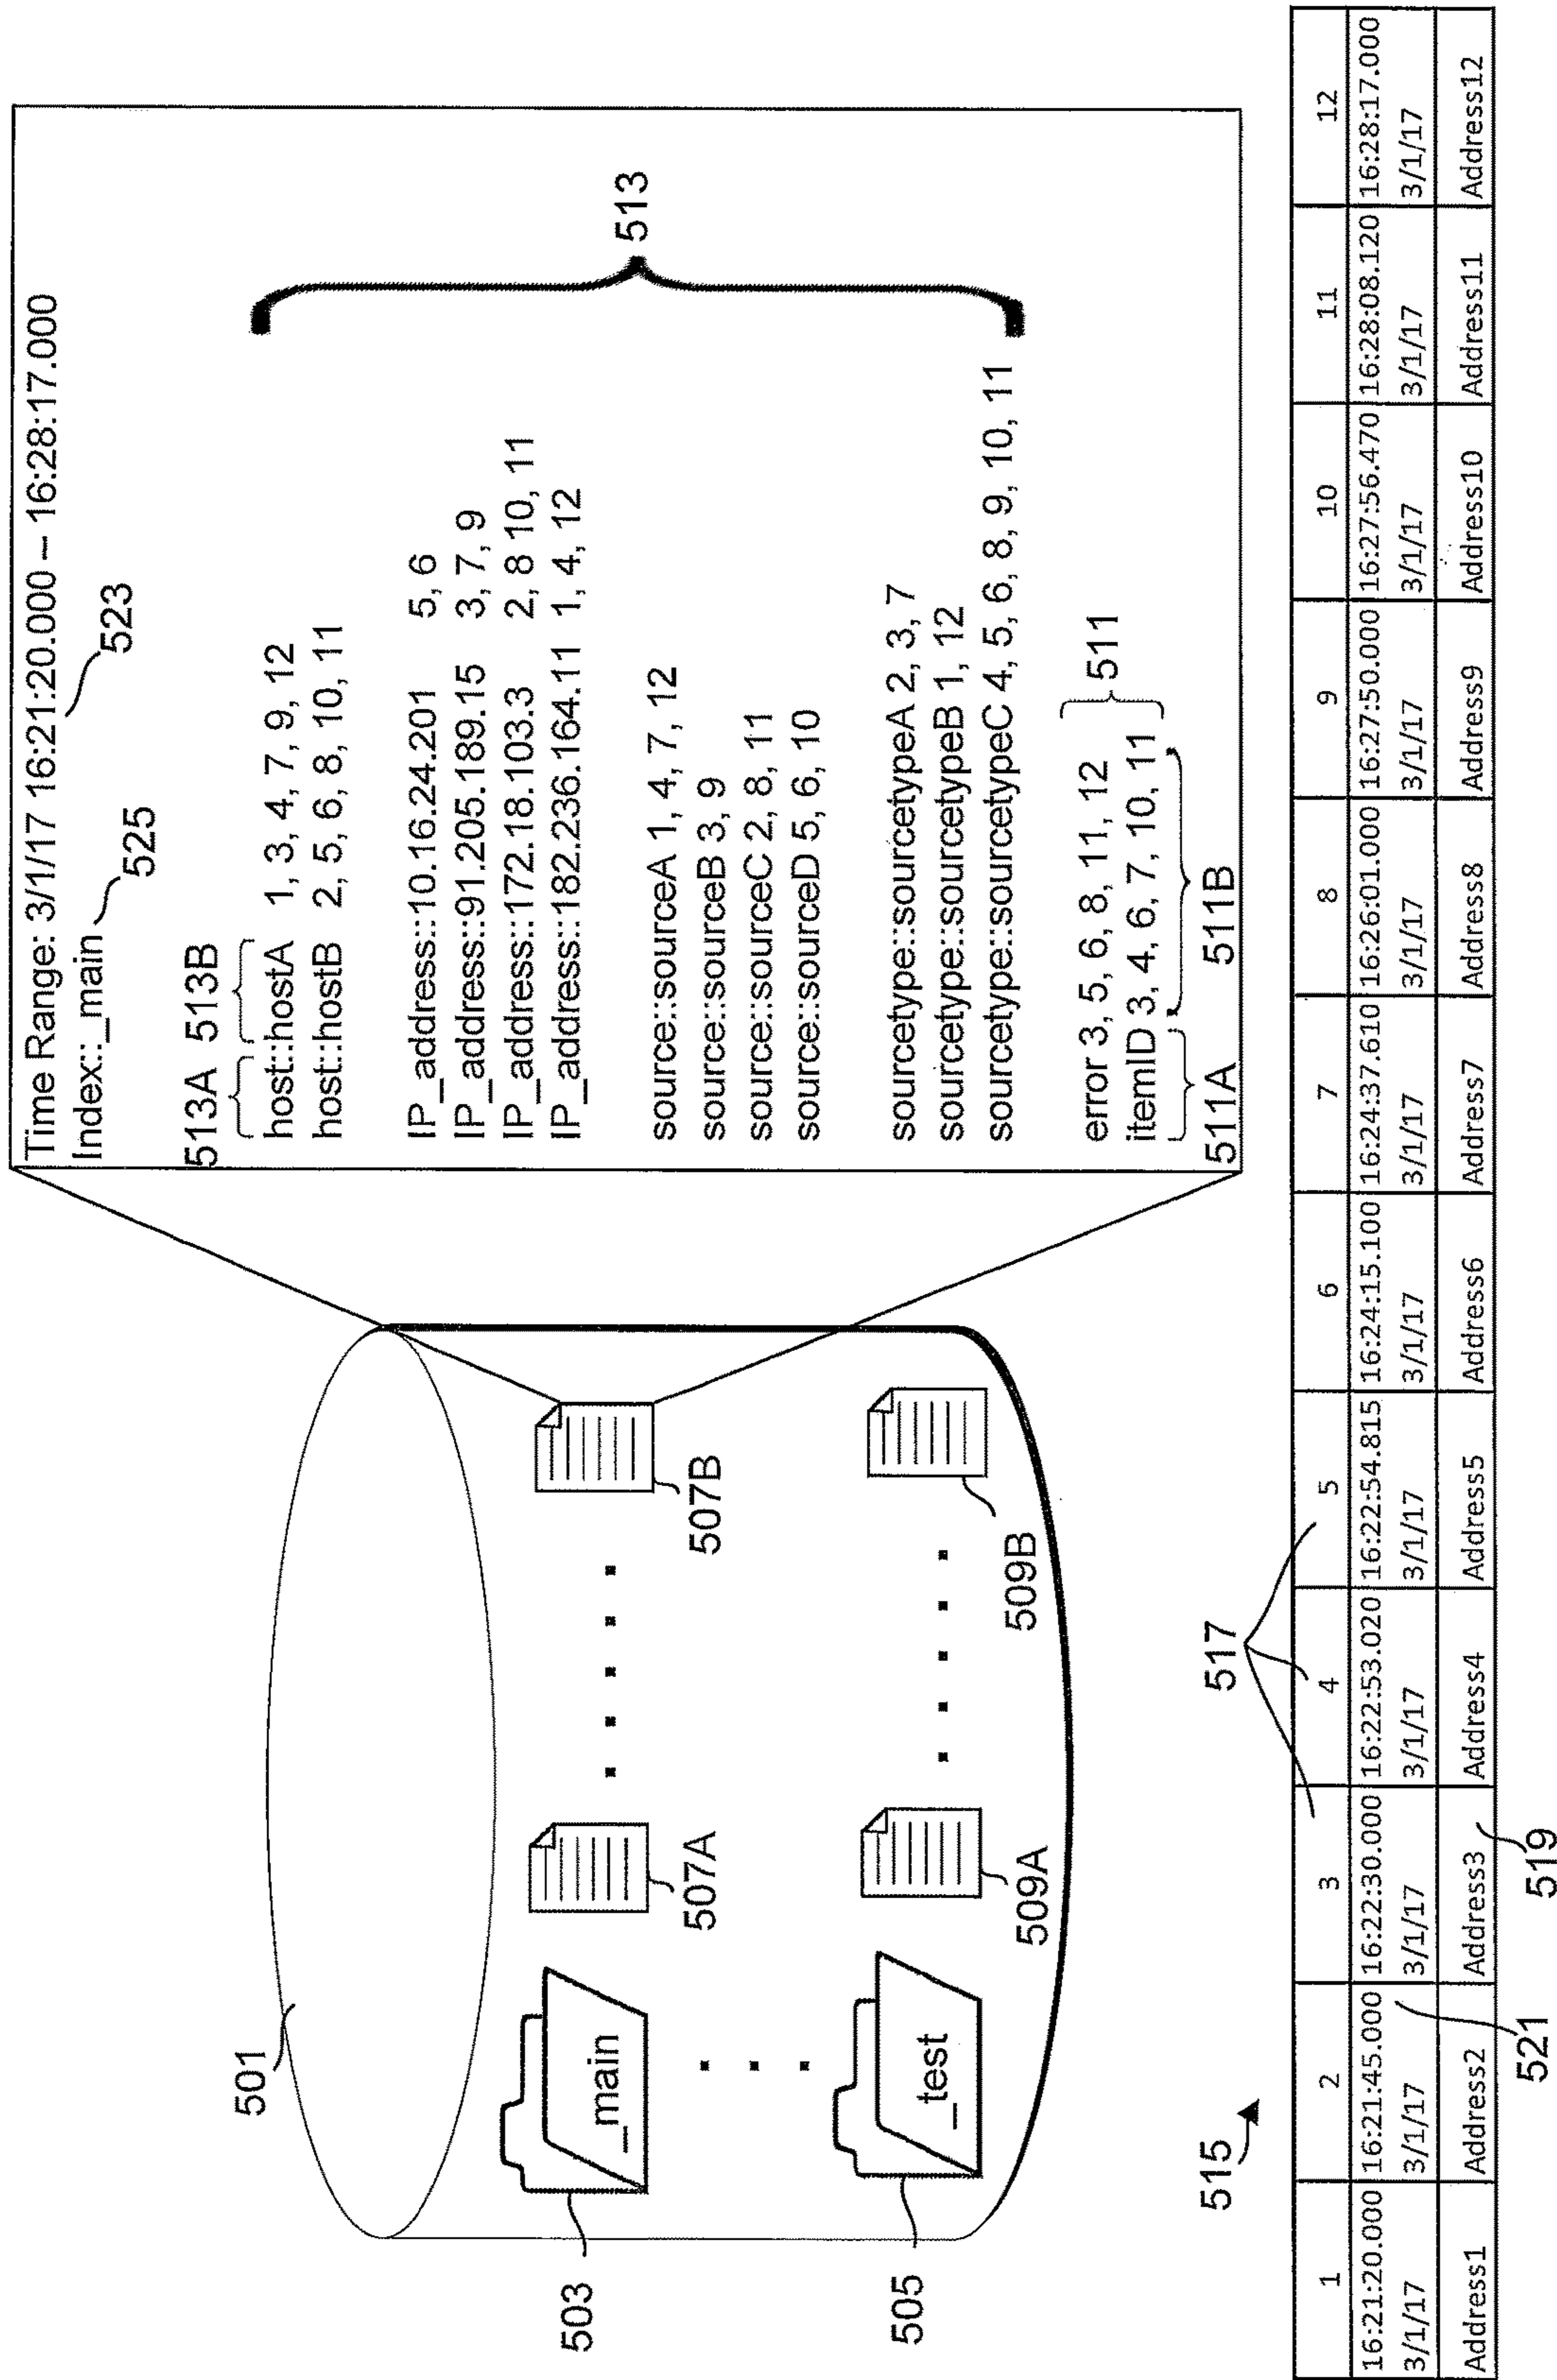 501
503
505
_main
_test
507A
507B
509A
509B
Time Range: 3/1/17 16:21:20.000 – 16:28:17.000
523
Index::_main
525
513A 513B
host::hostA 1, 3, 4, 7, 9, 12
host::hostB 2, 5, 6, 8, 10, 11
IP_address::10.16.24.201 5, 6
IP_address::91.205.189.15 3, 7, 9
IP_address::172.18.103.3 2, 8 10, 11
IP_address::182.236.164.11 1, 4, 12
source::sourceA 1, 4, 7, 12
source::sourceB 3, 9
source::sourceC 2, 8, 11
source::sourceD 5, 6, 10
sourcetype::sourcetypeA 2, 3, 7
sourcetype::sourcetypeB 1, 12
sourcetype::sourcetypeC 4, 5, 6, 8, 9, 10, 11
513
error 3, 5, 6, 8, 11, 12
itemID 3, 4, 6, 7, 10, 11
511
511A 511B
515
517
1 2 3 4 5 6 7 8 9 10 11 12
16:21:20.000 16:21:45.000 16:22:30.000 16:22:53.020 16:22:54.815 16:24:15.100 16:24:37.610 16:26:01.000 16:27:50.000 16:27:56.470 16:28:08.120 16:28:17.000
3/1/17 3/1/17 3/1/17 3/1/17 3/1/17 3/1/17 3/1/17 3/1/17 3/1/17 3/1/17 3/1/17 3/1/17
Address1 Address2 Address3 Address4 Address5 Address6 Address7 Address8 Address9 Address10 Address11 Address12
521
519